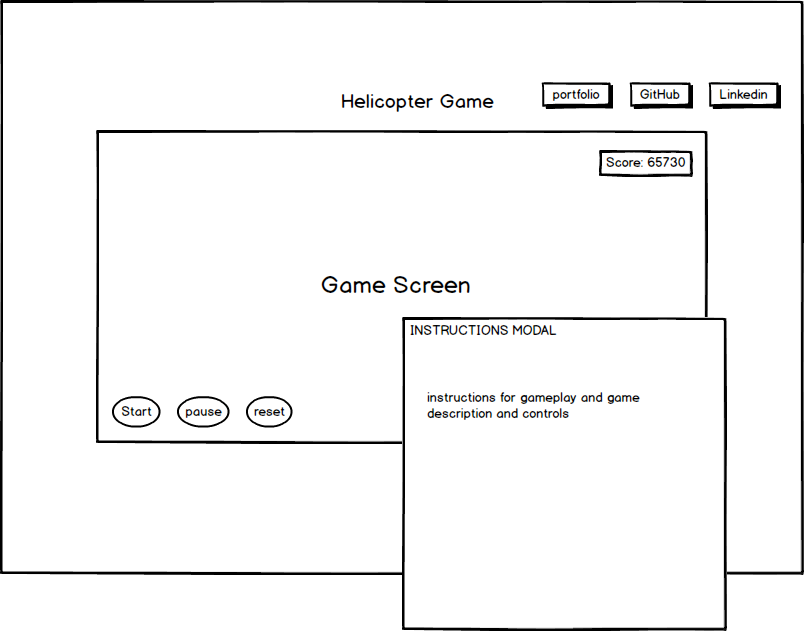 Helicopter Game
portfolio
GitHub
Linkedin
Score: 65730
Game Screen
INSTRUCTIONS MODAL
instructions for gameplay and game
description and controls
Start
pause
reset